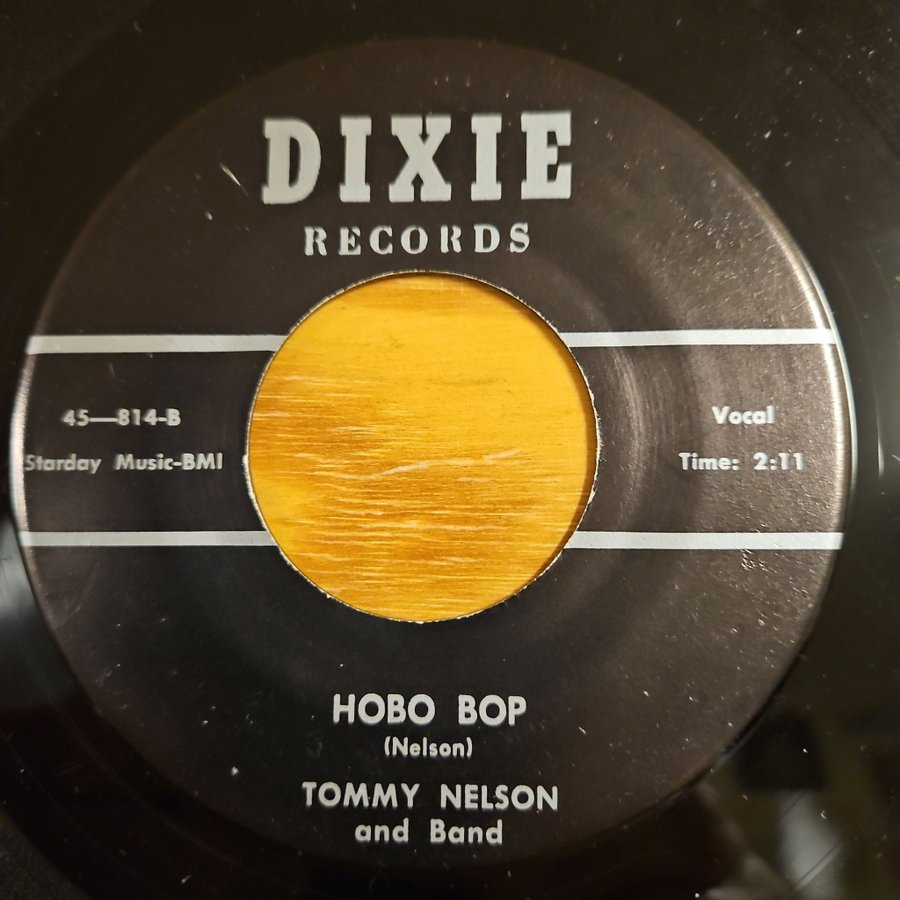 DIXIE
RECORDS
45—814-B
Vocal
Starday Music-BMI
Time: 2:11
HOBO BOP
(Nelson)
TOMMY NELSON
and Band